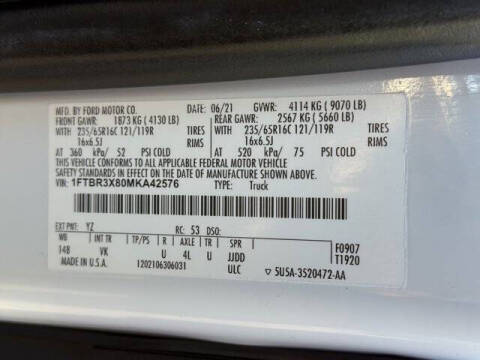 MFD. BY FORD MOTOR CO. 06/21 GVWR: 4114 KG ( 9070 LB)
FRONT GAWR: 1873 KG ( 4130 LB) REAR GAWR: 2567 KG ( 5660 LB)
WITH 235/65R16C 121/119R TIRES WITH 235/65R16C 121/119R TIRES
16x6.5J RIMS 16x6.5J RIMS
AT 360 kPa/ 52 PSI COLD AT 520 kPa/ 75 PSI COLD
THIS VEHICLE CONFORMS TO ALL APPLICABLE FEDERAL MOTOR VEHICLE
SAFETY STANDARDS IN EFFECT ON THE DATE OF MANUFACTURE SHOWN ABOVE.
VIN: 1FTBR3X80MKA42576 TYPE: Truck
EXT PNT: YZ RC: 53 DSO:
WB INT TR TP/PS R AXLE TR SPR F0907
148 VK U 4L U JJDD T1920
MADE IN U.S.A. 1202106306031 ULC 5U5A-3520472-AA